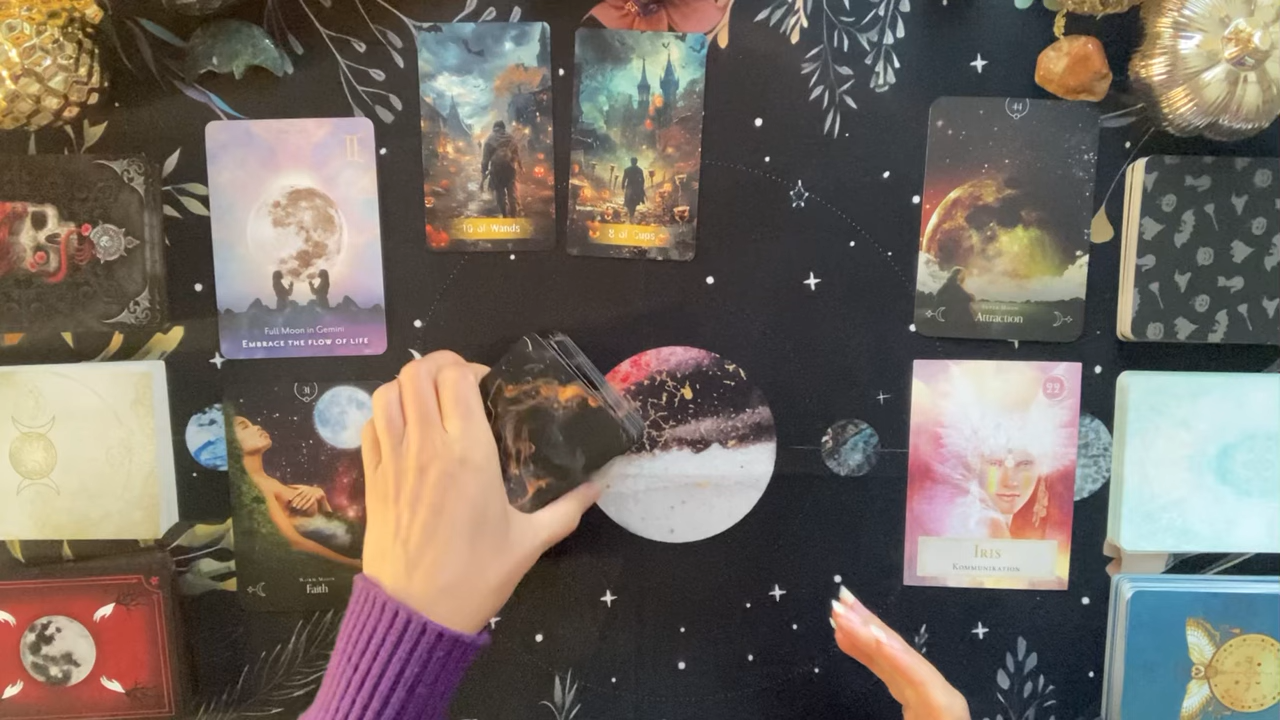 II
Full Moon in Gemini
EMBRACE THE FLOW OF LIFE
10 of Wands
8 of Cups
44
Attraction
31
Faith
22
IRIS
KOMMUNIKATION